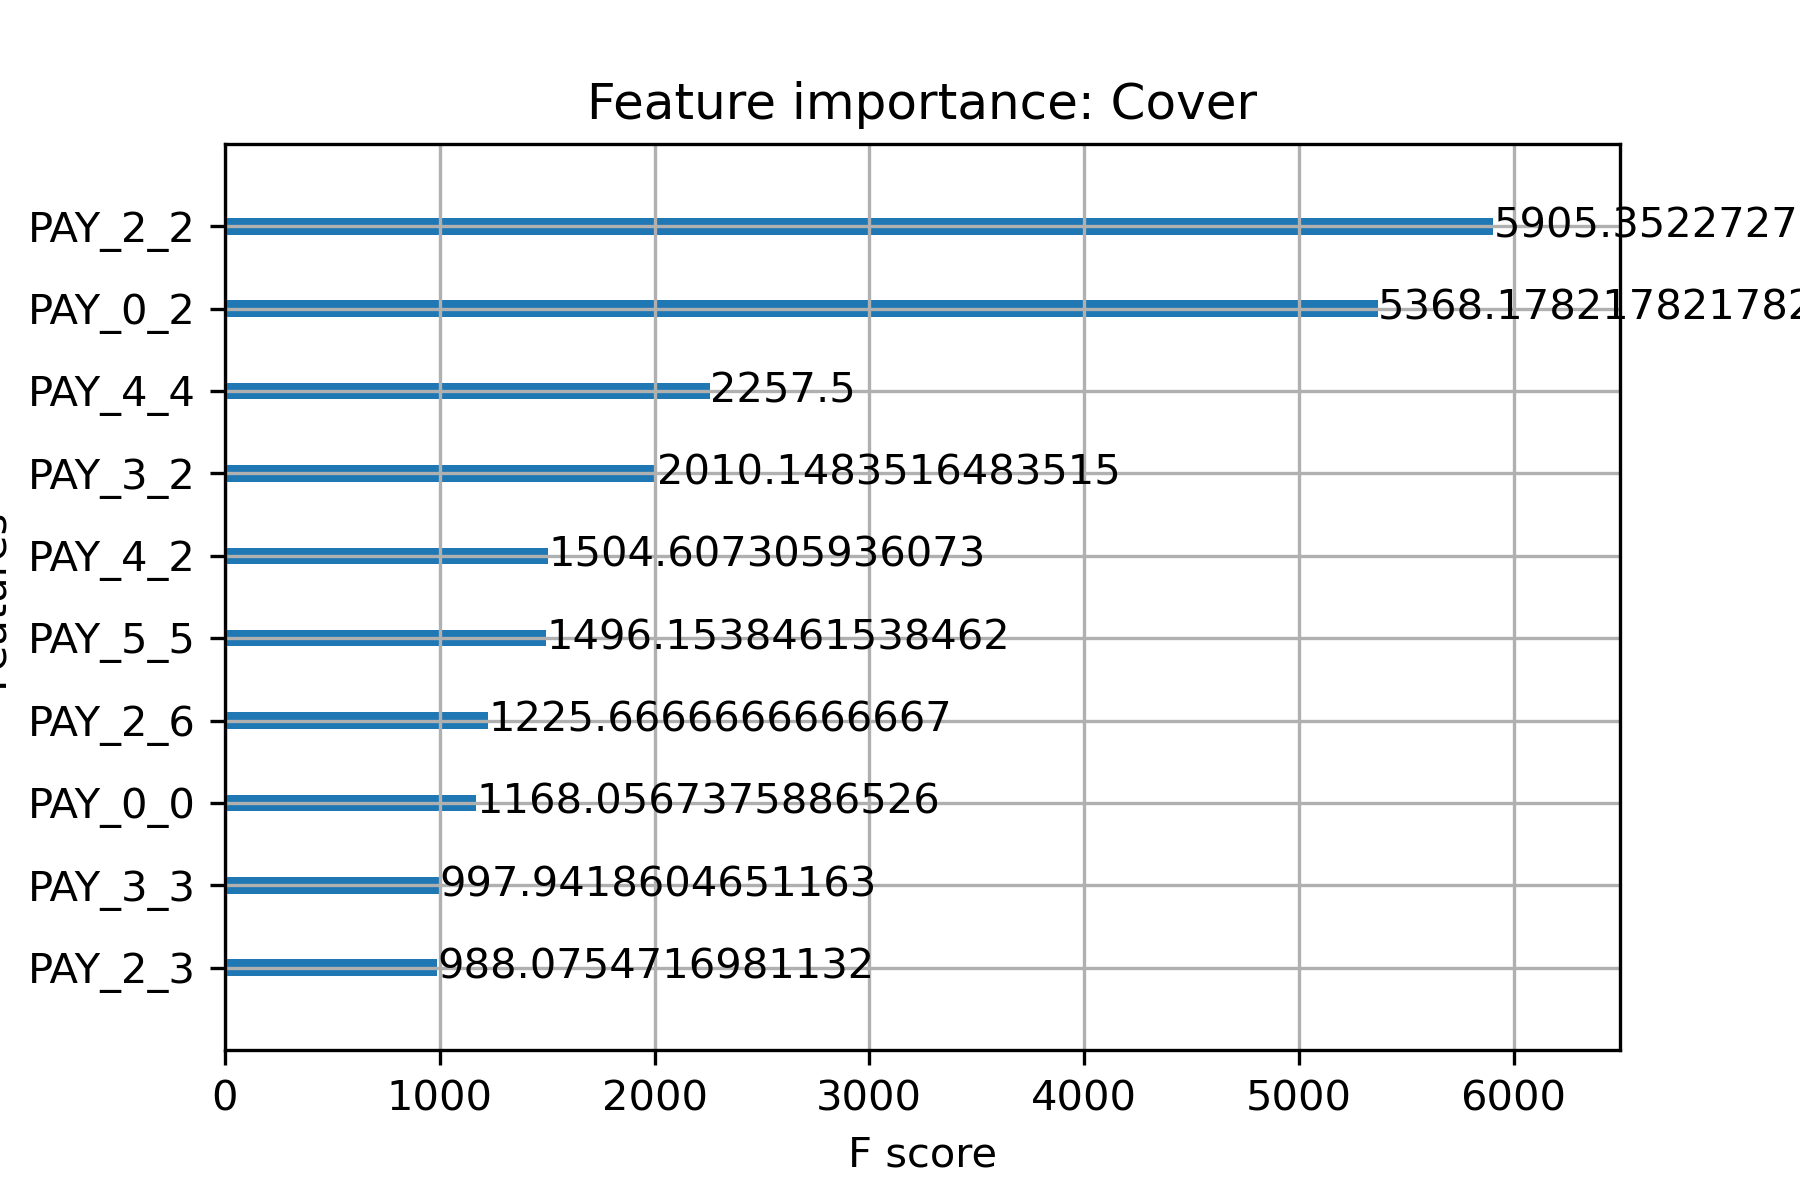 Feature importance: Cover
PAY_2_2 5905.3522727
PAY_0_2 5368.178217821782
PAY_4_4 2257.5
PAY_3_2 2010.1483516483515
PAY_4_2 1504.607305936073
PAY_5_5 1496.1538461538462
PAY_2_6 1225.6666666666667
PAY_0_0 1168.0567375886526
PAY_3_3 997.9418604651163
PAY_2_3 988.0754716981132
0 1000 2000 3000 4000 5000 6000
F score